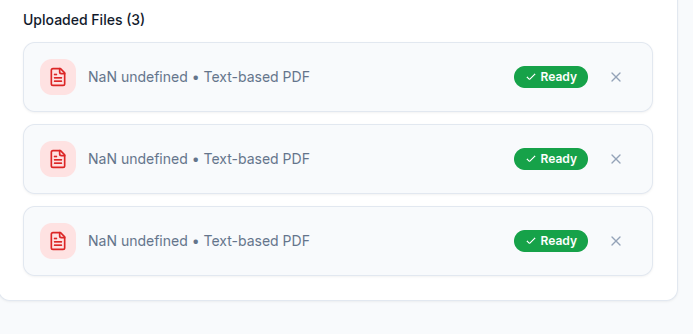 Uploaded Files (3)
NaN undefined • Text-based PDF ✓ Ready
NaN undefined • Text-based PDF ✓ Ready
NaN undefined • Text-based PDF ✓ Ready